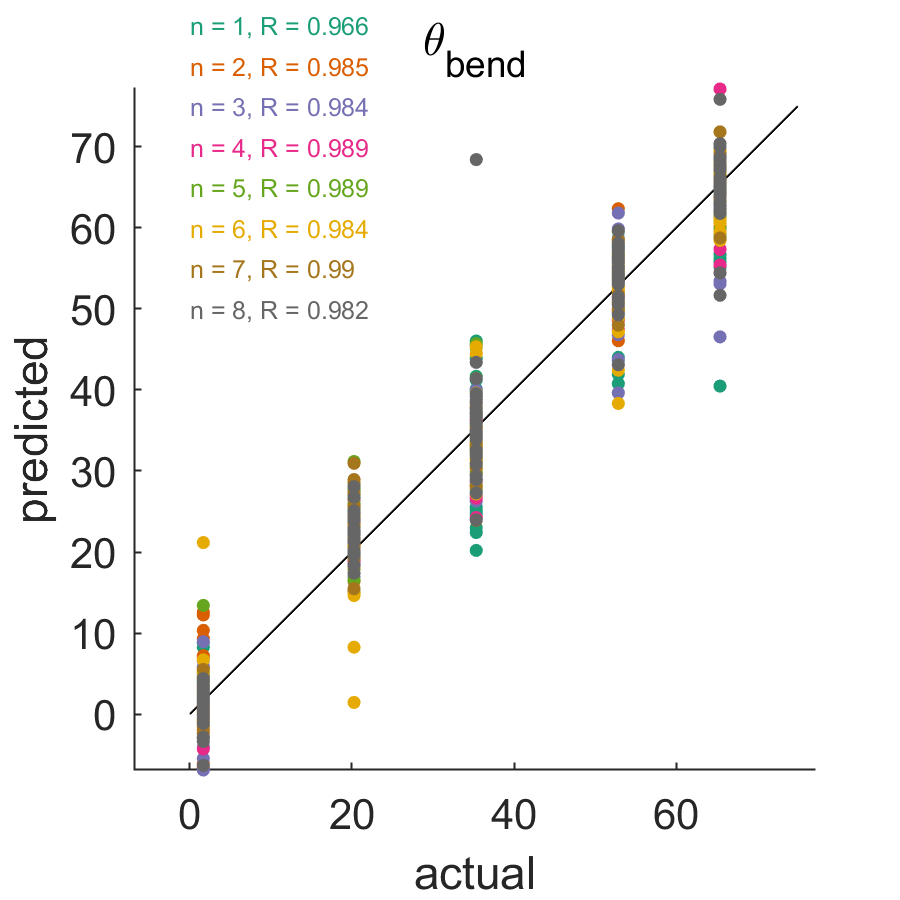 n = 1, R = 0.966
θbend
n = 2, R = 0.985
n = 3, R = 0.984
n = 4, R = 0.989
n = 5, R = 0.989
n = 6, R = 0.984
n = 7, R = 0.99
n = 8, R = 0.982
70
60
50
40
30
20
10
0
predicted
0 20 40 60
actual